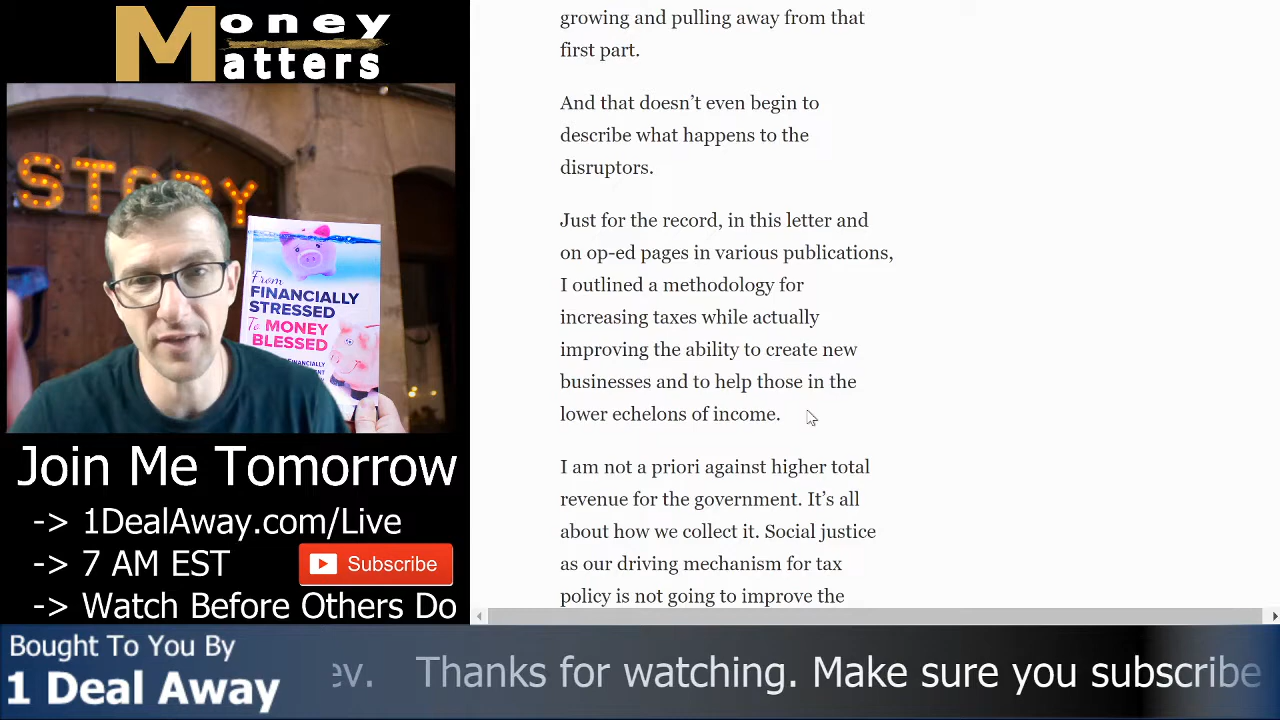 Money
Matters
STORY
From
FINANCIALLY
STRESSED
To MONEY
BLESSED
Join Me Tomorrow
-> 1DealAway.com/Live
-> 7 AM EST
Subscribe
-> Watch Before Others Do
growing and pulling away from that
first part.
And that doesn’t even begin to
describe what happens to the
disruptors.
Just for the record, in this letter and
on op-ed pages in various publications,
I outlined a methodology for
increasing taxes while actually
improving the ability to create new
businesses and to help those in the
lower echelons of income.
I am not a priori against higher total
revenue for the government. It’s all
about how we collect it. Social justice
as our driving mechanism for tax
policy is not going to improve the
Bought To You By
1 Deal Away
ev. Thanks for watching. Make sure you subscribe